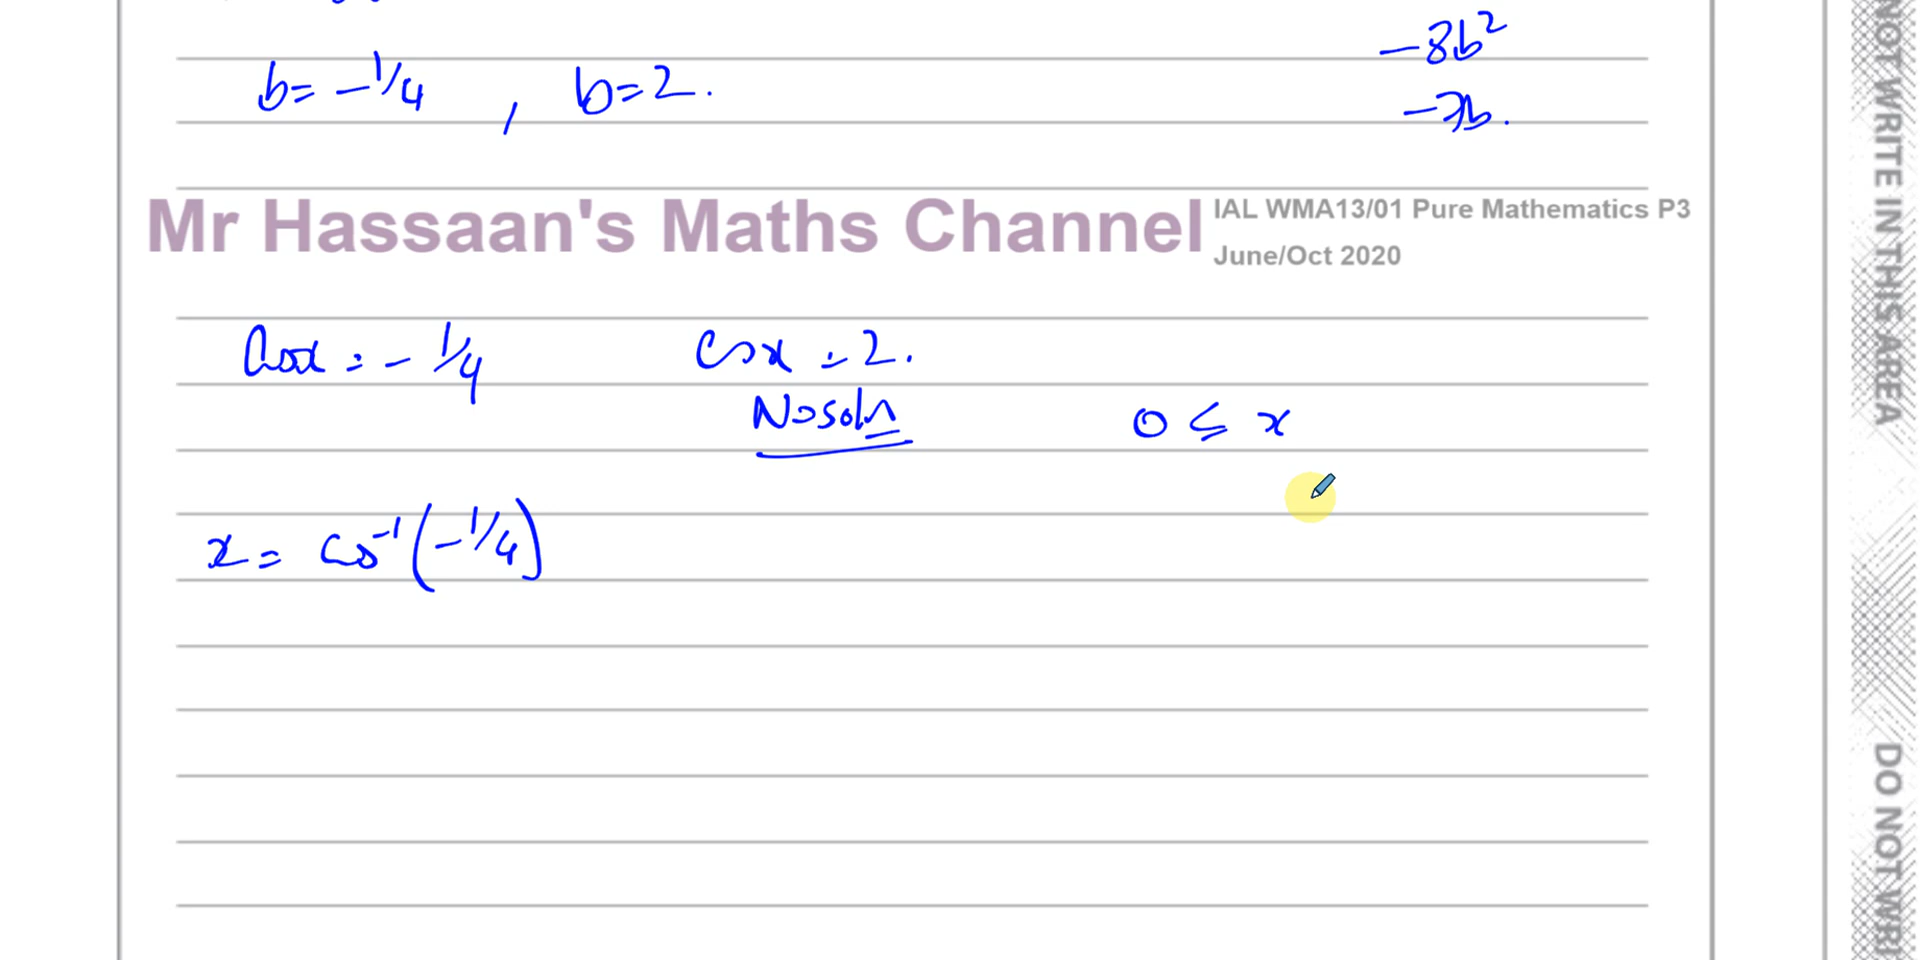 -8b²
b= -1/4 , b=2.
-7b.
Mr Hassaan's Maths Channel
IAL WMA13/01 Pure Mathematics P3
June/Oct 2020
Cosx = -1/4
Cosx = 2.
No soln
0 ≤ x
x = Cos⁻¹(-1/4)
NOT WRITE IN THIS AREA
DO NOT WRI